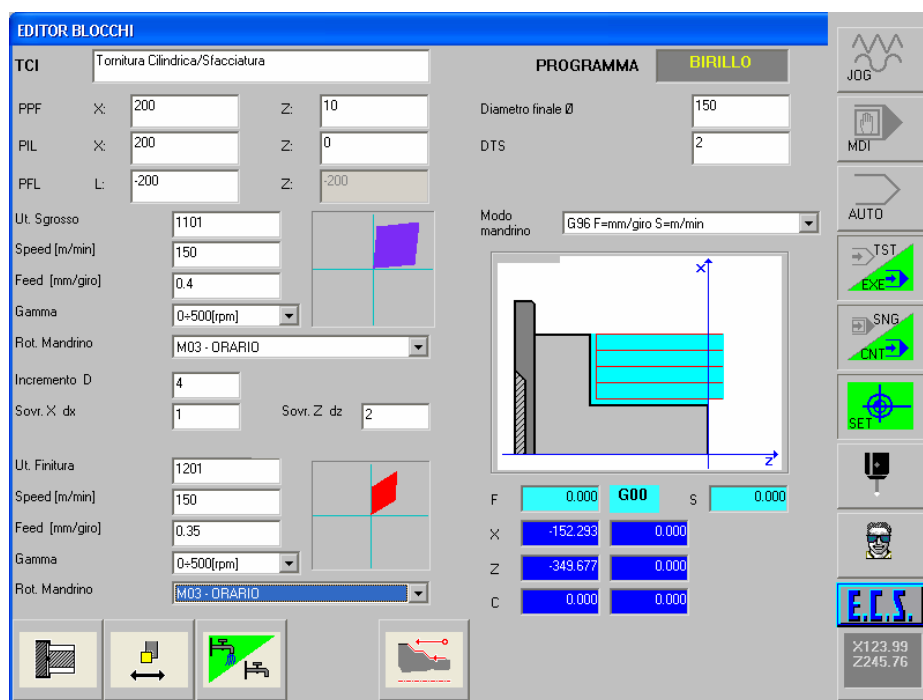 EDITOR BLOCCHI
TCI Tornitura Cilindrica/Sfacciatura PROGRAMMA BIRILLO
PPF X: 200 Z: 10 Diametro finale Ø 150
PIL X: 200 Z: 0 DTS 2
PFL L: -200 Z: -200
Ut. Sgrosso 1101 Modo mandrino G96 F=mm/giro S=m/min
Speed [m/min] 150
Feed [mm/giro] 0.4
Gamma 0÷500[rpm]
Rot. Mandrino M03 - ORARIO
Incremento D 4
Sovr. X dx 1 Sovr. Z dz 2
X
Z
Ut. Finitura 1201
Speed [m/min] 150
Feed [mm/giro] 0.35
Gamma 0÷500[rpm]
Rot. Mandrino M03 - ORARIO
F 0.000 G00 S 0.000
X -152.293 0.000
Z -349.677 0.000
C 0.000 0.000
JOG
MDI
AUTO
TST
EXE
SNG
CNT
SET
E.C.S.
X123.99
Z245.76